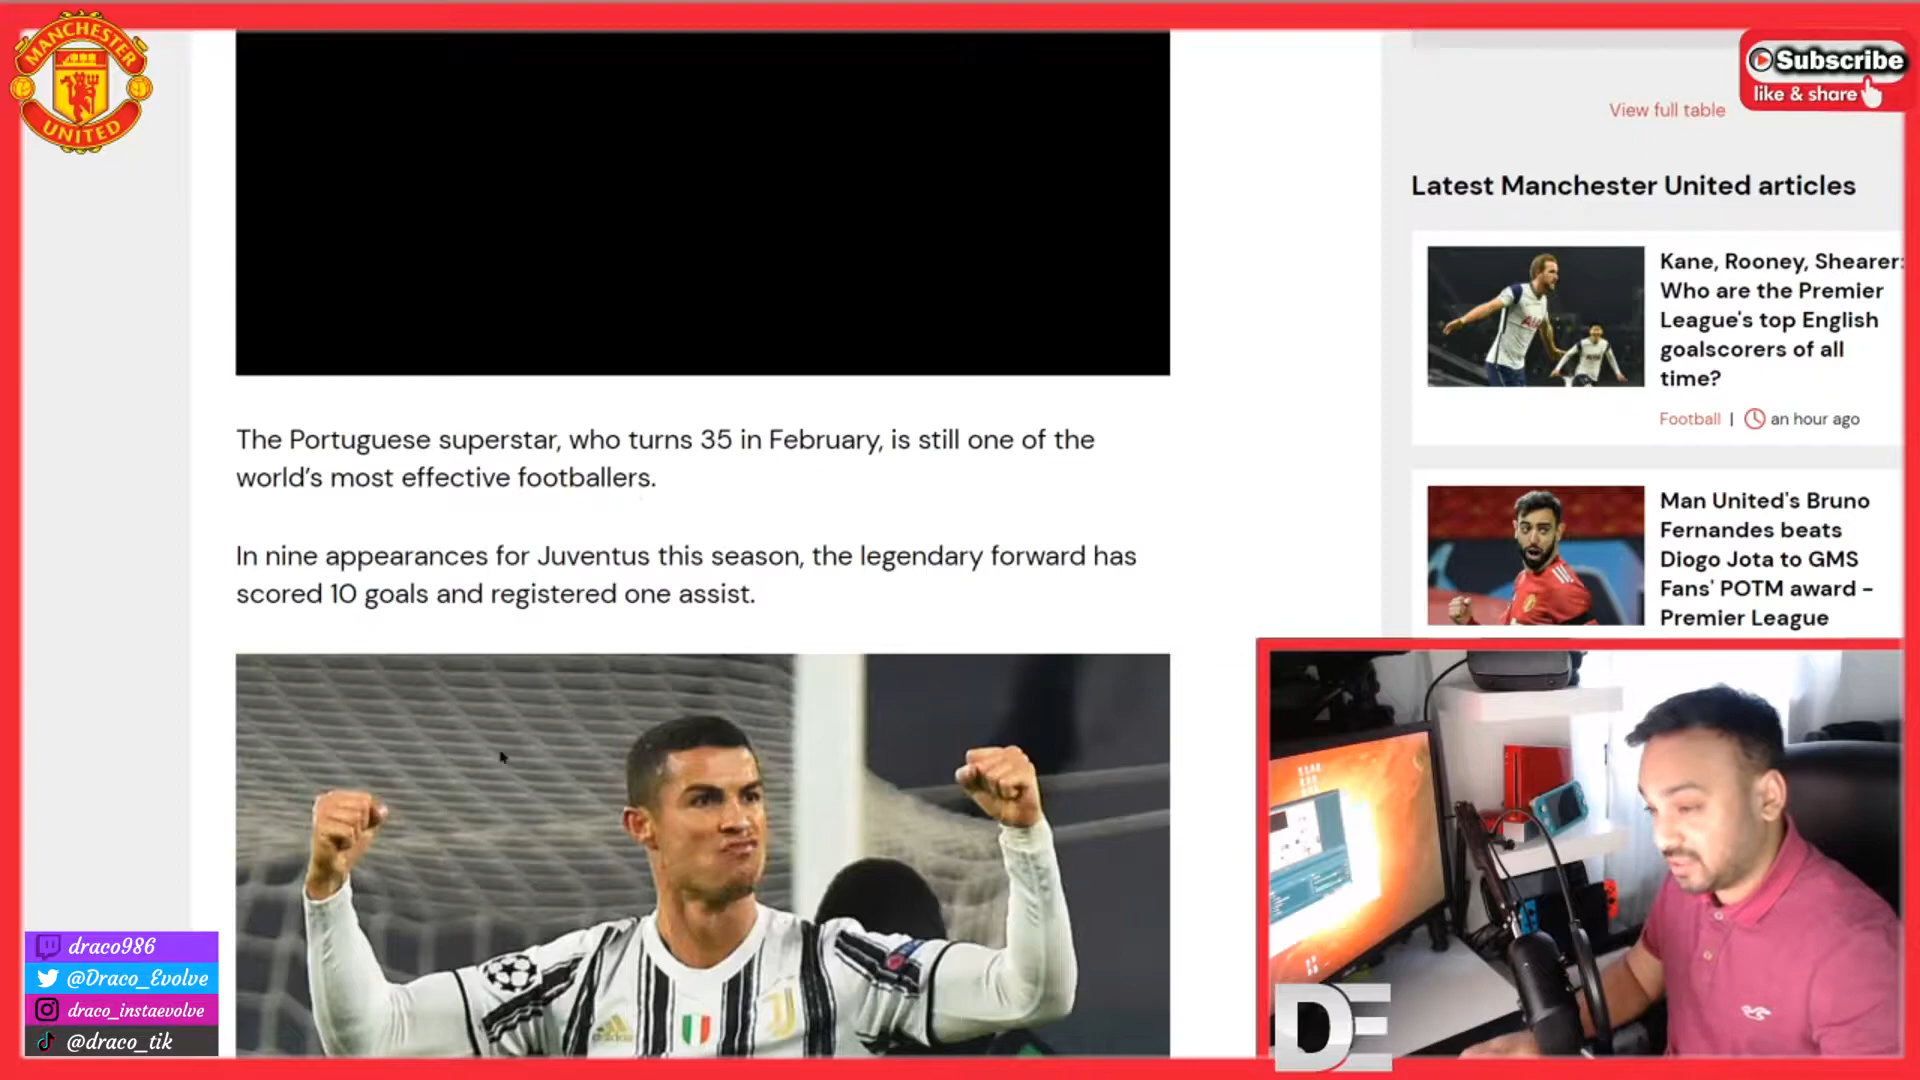 MANCHESTER
UNITED
Subscribe
like & share
View full table
Latest Manchester United articles
Kane, Rooney, Shearer:
Who are the Premier
League's top English
goalscorers of all
time?
Football | an hour ago
Man United's Bruno
Fernandes beats
Diogo Jota to GMS
Fans' POTM award –
Premier League
The Portuguese superstar, who turns 35 in February, is still one of the
world's most effective footballers.
In nine appearances for Juventus this season, the legendary forward has
scored 10 goals and registered one assist.
draco986
@Draco_Evolve
draco_instaevolve
@draco_tik
DE